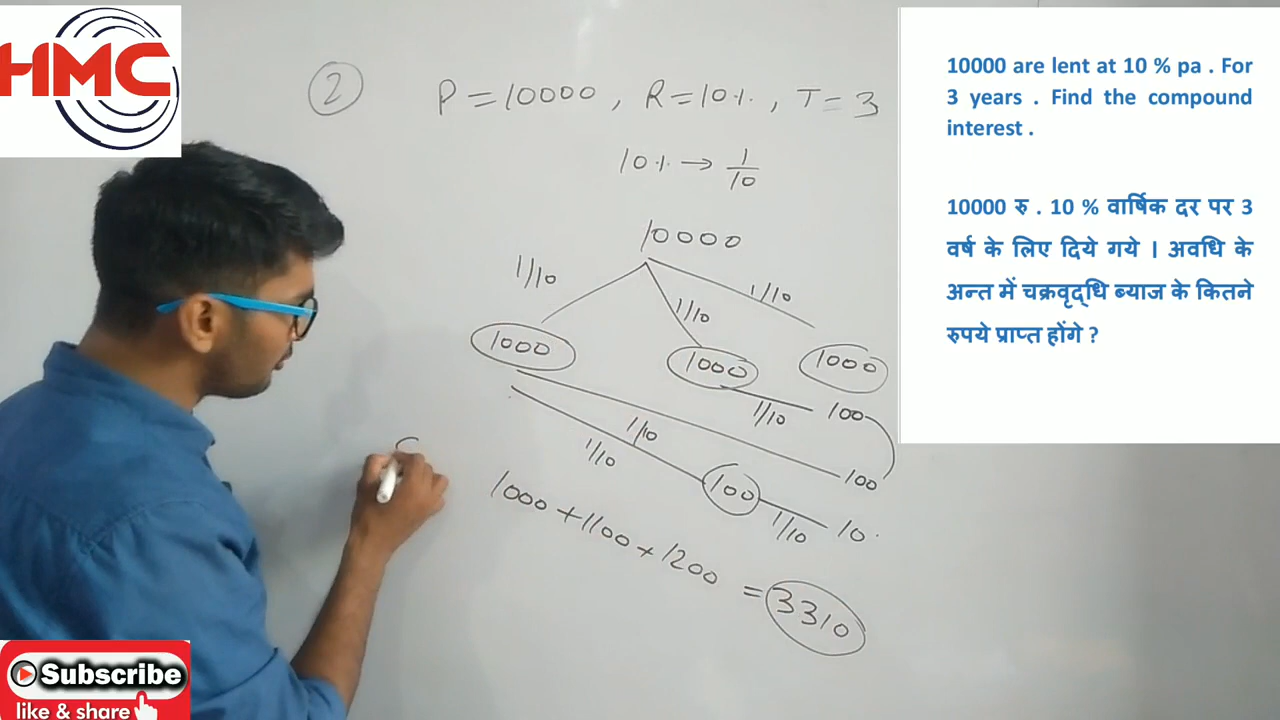 HMC
2
P = 10000 , R = 10% , T = 3
10% → 1/10
10000
1/10
1/10
1/10
1000
1000
1000
1/10
100
1/10
100
1/10
100
1/10
10
1000 + 1100 + 1200 = 3310
10000 are lent at 10 % pa . For
3 years . Find the compound
interest .
10000 रु . 10 % वार्षिक दर पर 3
वर्ष के लिए दिये गये । अवधि के
अन्त में चक्रवृद्धि ब्याज के कितने
रुपये प्राप्त होंगे ?
Subscribe
like & share